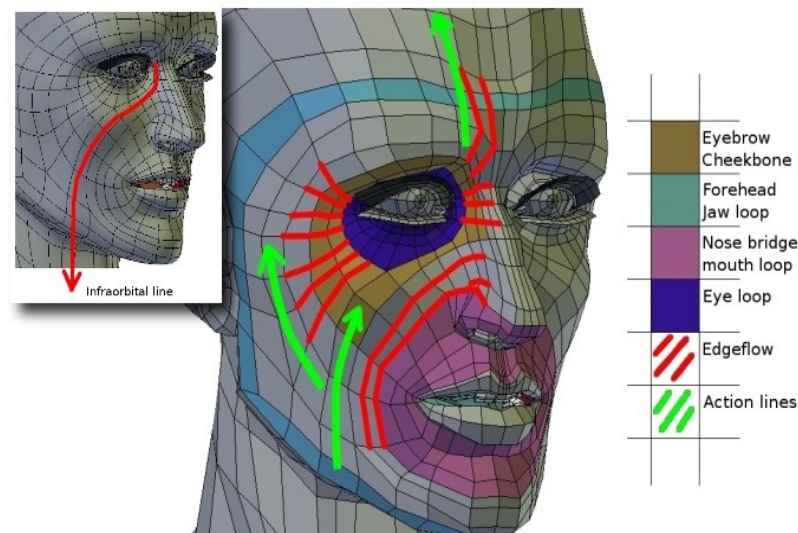 Infraorbital line
Eyebrow
Cheekbone
Forehead
Jaw loop
Nose bridge
mouth loop
Eye loop
Edgeflow
Action lines